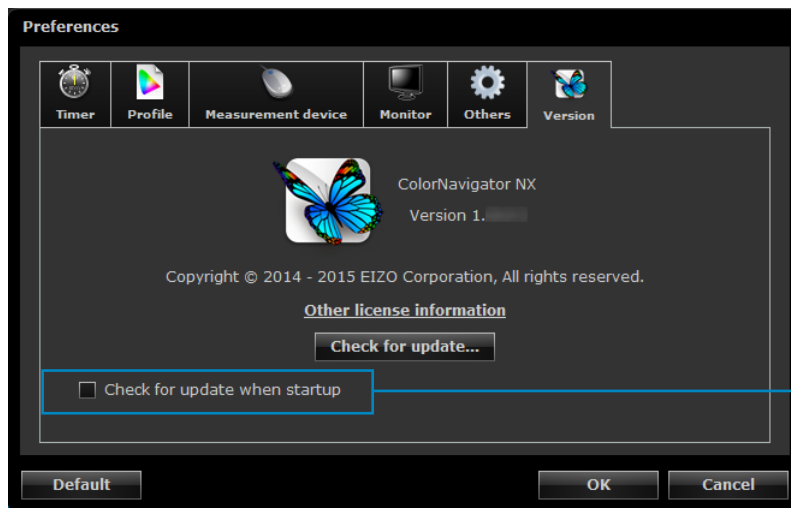 Preferences
Timer Profile Measurement device Monitor Others Version
ColorNavigator NX
Version 1.
Copyright © 2014 - 2015 EIZO Corporation, All rights reserved.
Other license information
Check for update...
Check for update when startup
Default OK Cancel